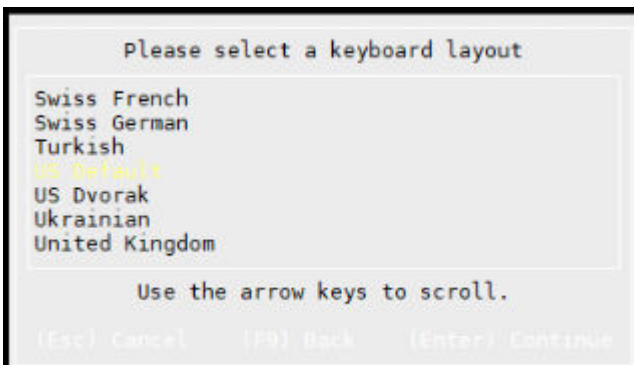 Please select a keyboard layout
Swiss French
Swiss German
Turkish
US Default
US Dvorak
Ukrainian
United Kingdom
Use the arrow keys to scroll.
(Esc) Cancel (F9) Back (Enter) Continue